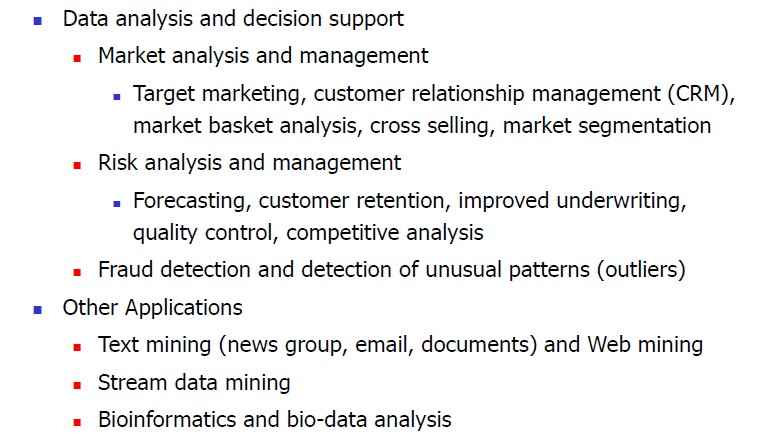 Data analysis and decision support
Market analysis and management
Target marketing, customer relationship management (CRM),
market basket analysis, cross selling, market segmentation
Risk analysis and management
Forecasting, customer retention, improved underwriting,
quality control, competitive analysis
Fraud detection and detection of unusual patterns (outliers)
Other Applications
Text mining (news group, email, documents) and Web mining
Stream data mining
Bioinformatics and bio-data analysis